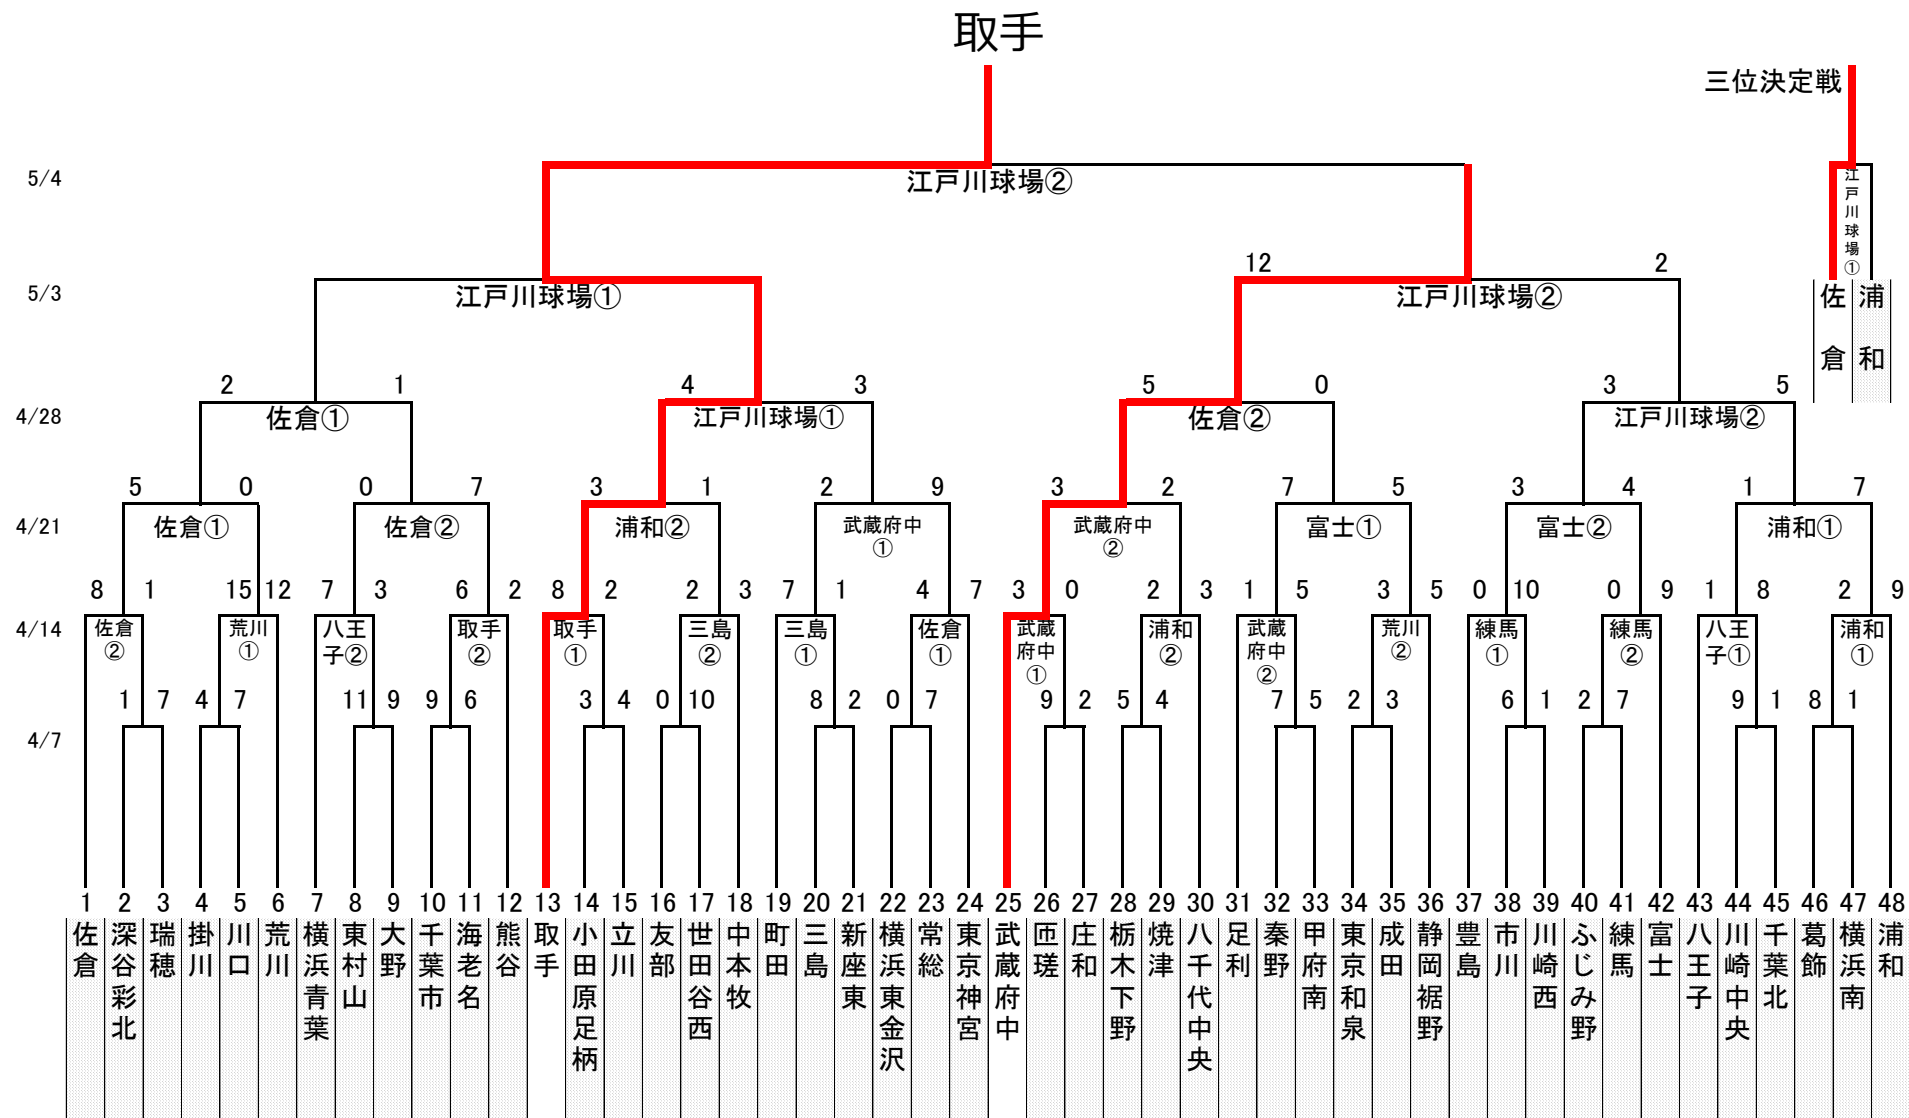 取手
三位決定戦
5/4
江戸川球場②
江戸川球場①
12 2
5/3
江戸川球場① 江戸川球場②
佐倉 浦和
2 1 4 3 5 0 3 5
4/28
佐倉① 江戸川球場① 佐倉② 江戸川球場②
5 0 0 7 3 1 2 9 3 2 7 5 3 4 1 7
4/21
佐倉① 佐倉② 浦和② 武蔵府中① 武蔵府中② 富士① 富士② 浦和①
8 1 15 12 7 3 6 2 8 2 2 3 7 1 4 7 3 0 2 3 1 5 3 5 0 10 0 9 1 8 2 9
4/14
佐倉② 荒川① 八王子② 取手② 取手① 三島② 三島① 佐倉① 武蔵府中① 浦和② 武蔵府中② 荒川② 練馬① 練馬② 八王子① 浦和①
1 7 4 7 11 9 9 6 3 4 0 10 8 2 0 7 9 2 5 4 7 5 2 3 6 1 2 7 9 1 8 1
4/7
1 2 3 4 5 6 7 8 9 10 11 12 13 14 15 16 17 18 19 20 21 22 23 24 25 26 27 28 29 30 31 32 33 34 35 36 37 38 39 40 41 42 43 44 45 46 47 48
佐倉
深谷彩北
瑞穂
掛川
川口
荒川
横浜青葉
東村山
大野
千葉市
海老名
熊谷
取手
小田原足柄
立川
友部
世田谷西
中本牧
町田
三島
新座東
横浜東金沢
常総
東京神宮
武蔵府中
匝瑳
庄和
栃木下野
焼津
八千代中央
足利
秦野
甲府南
東京和泉
成田
静岡裾野
豊島
市川
川崎西
ふじみ野
練馬
富士
八王子
川崎中央
千葉北
葛飾
横浜南
浦和